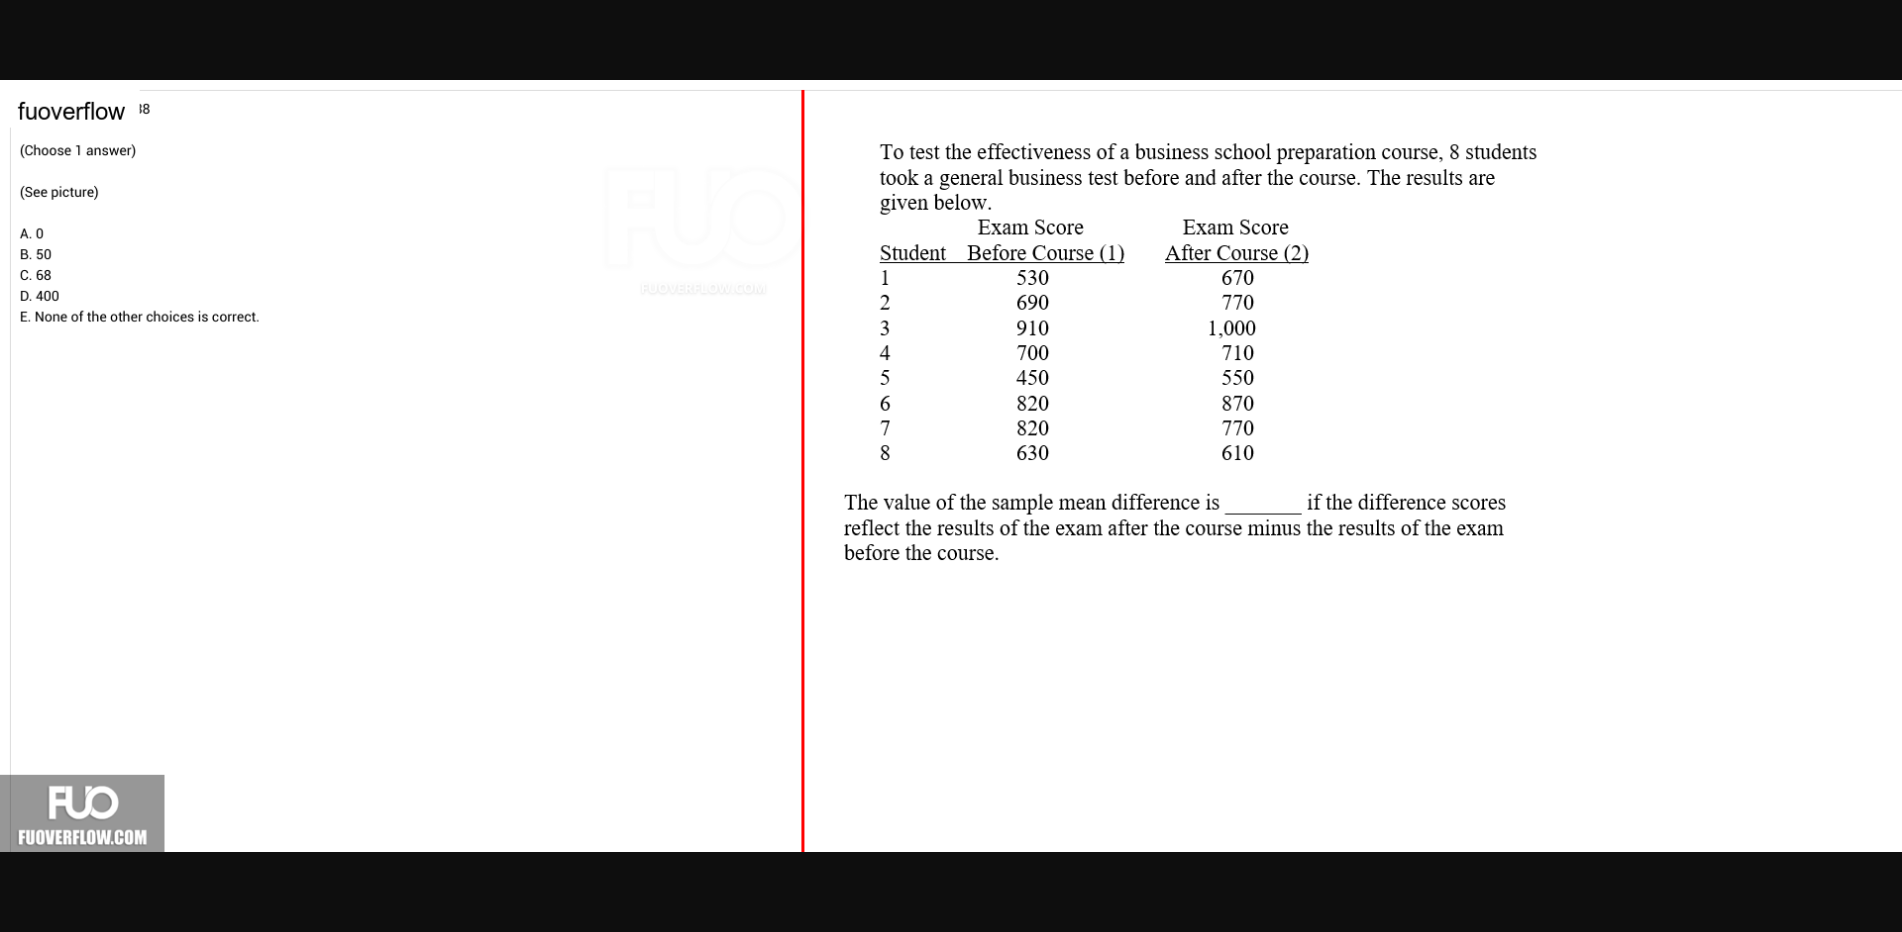 fuoverflow
(Choose 1 answer)
(See picture)
A. 0
B. 50
C. 68
D. 400
E. None of the other choices is correct.
FUO
FUOVERFLOW.COM
To test the effectiveness of a business school preparation course, 8 students
took a general business test before and after the course. The results are
given below.
Exam Score Exam Score
Student Before Course (1) After Course (2)
1 530 670
2 690 770
3 910 1,000
4 700 710
5 450 550
6 820 870
7 820 770
8 630 610
The value of the sample mean difference is _______ if the difference scores
reflect the results of the exam after the course minus the results of the exam
before the course.
FUO
FUOVERFLOW.COM